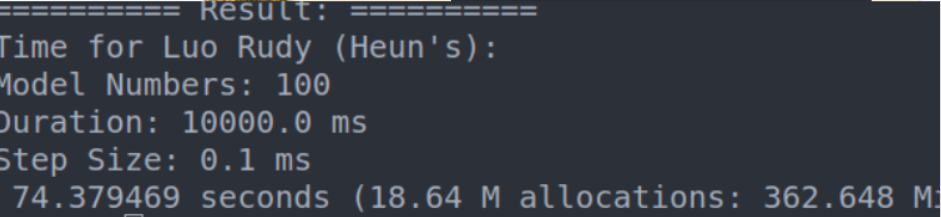 ========== Result: ==========
Time for Luo Rudy (Heun's):
Model Numbers: 100
Duration: 10000.0 ms
Step Size: 0.1 ms
74.379469 seconds (18.64 M allocations: 362.648 Mi